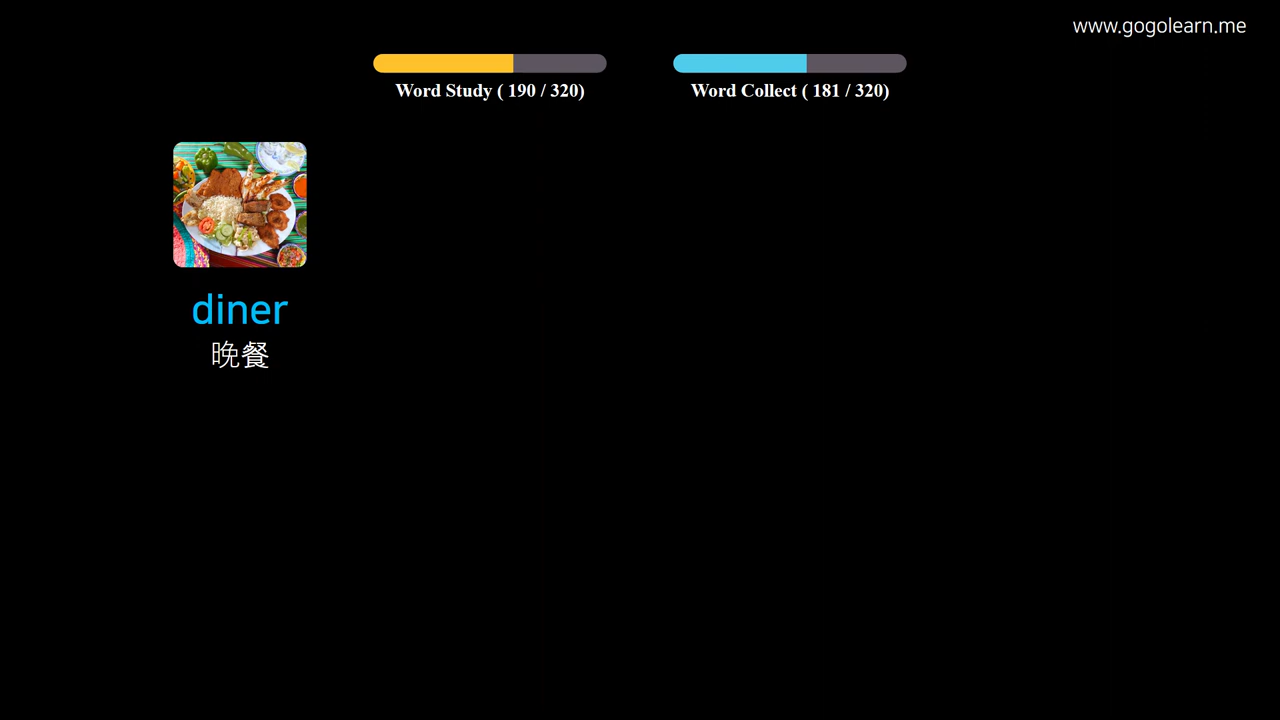 www.gogolearn.me
Word Study ( 190 / 320)
Word Collect ( 181 / 320)
diner
晚餐